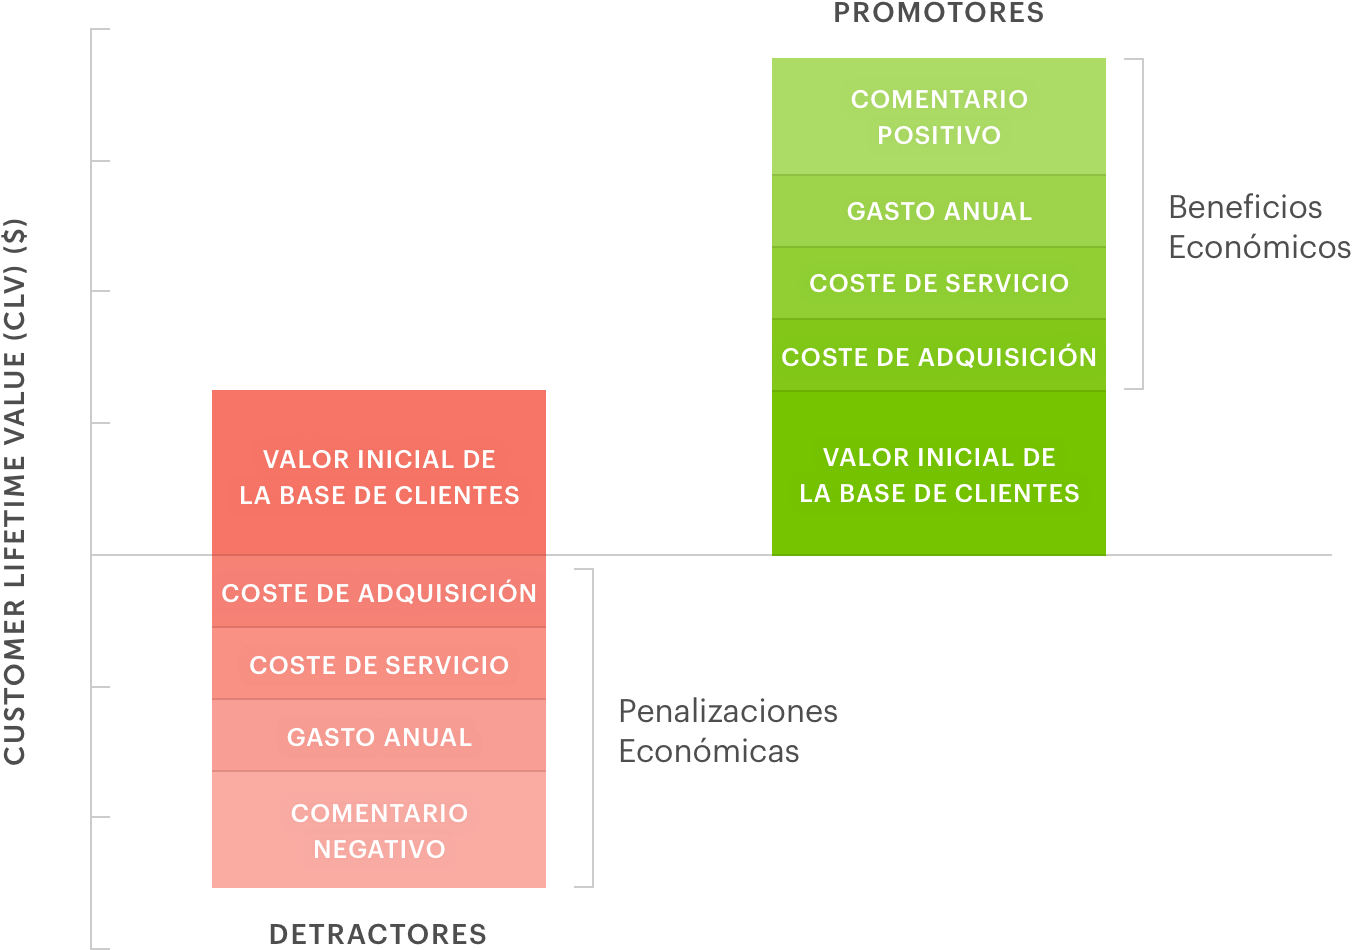 PROMOTORES
COMENTARIO
POSITIVO
GASTO ANUAL
COSTE DE SERVICIO
COSTE DE ADQUISICIÓN
VALOR INICIAL DE
LA BASE DE CLIENTES
Beneficios
Económicos
CUSTOMER LIFETIME VALUE (CLV) ($)
VALOR INICIAL DE
LA BASE DE CLIENTES
COSTE DE ADQUISICIÓN
COSTE DE SERVICIO
GASTO ANUAL
COMENTARIO
NEGATIVO
Penalizaciones
Económicas
DETRACTORES